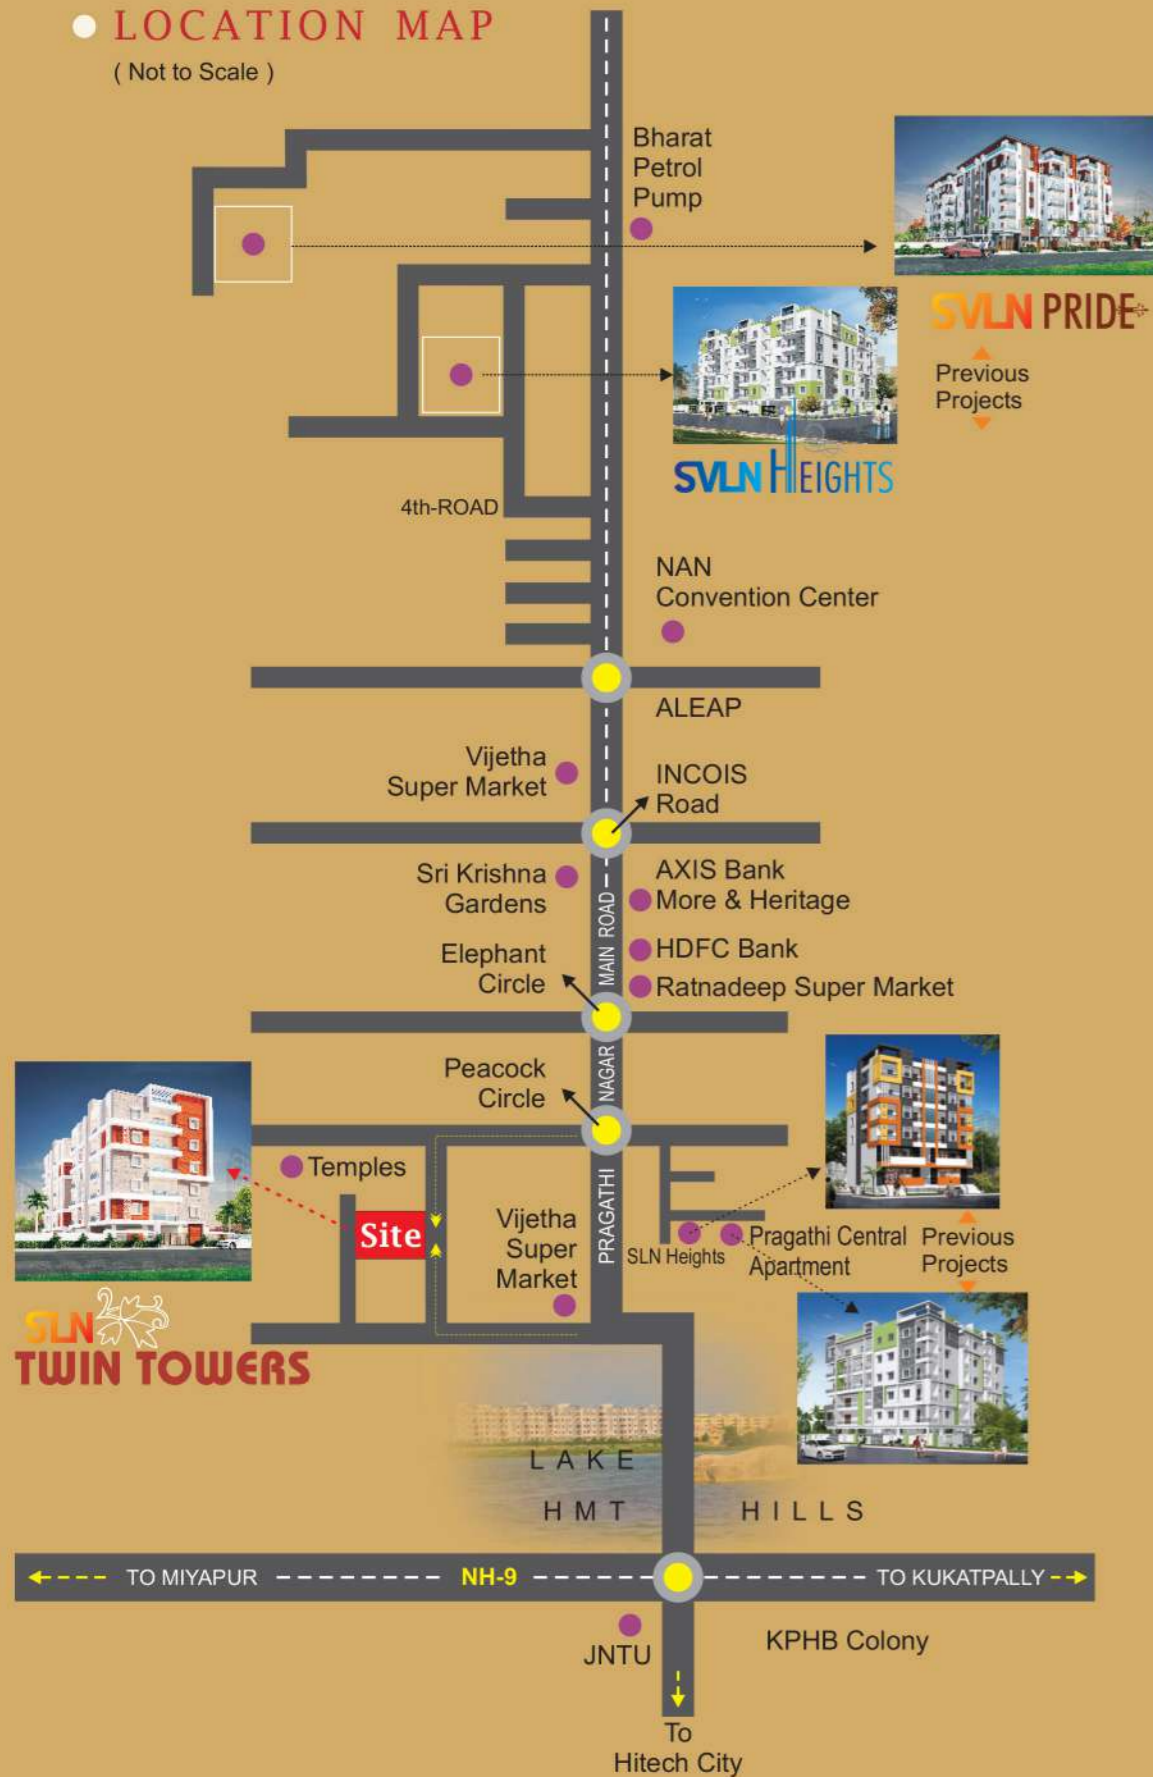 LOCATION MAP
( Not to Scale )
Bharat
Petrol
Pump
SVLN PRIDE
Previous
Projects
SVLN HEIGHTS
4th-ROAD
NAN
Convention Center
ALEAP
Vijetha
Super Market
INCOIS
Road
Sri Krishna
Gardens
AXIS Bank
More & Heritage
HDFC Bank
Ratnadeep Super Market
Elephant
Circle
Peacock
Circle
PRAGATHI NAGAR MAIN ROAD
Temples
Site
Vijetha
Super
Market
SLN Heights
Pragathi Central
Apartment
Previous
Projects
SLN
TWIN TOWERS
LAKE
HMT HILLS
TO MIYAPUR
NH-9
TO KUKATPALLY
JNTU
KPHB Colony
To
Hitech City